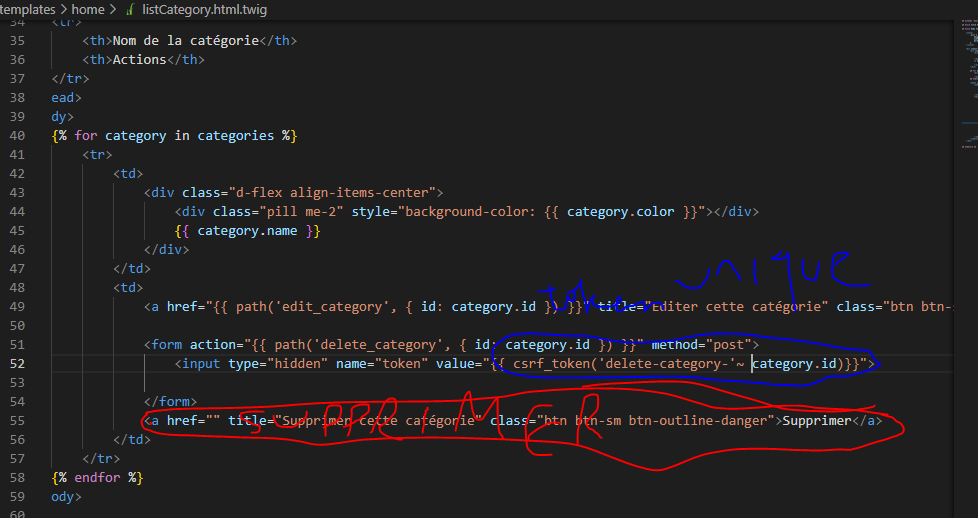 templates > home > listCategory.html.twig
34 <tr>
35 <th>Nom de la catégorie</th>
36 <th>Actions</th>
37 </tr>
38 ead>
39 dy>
40 {% for category in categories %}
41 <tr>
42 <td>
43 <div class="d-flex align-items-center">
44 <div class="pill me-2" style="background-color: {{ category.color }}"></div>
45 {{ category.name }}
46 </div>
47 </td>
48 <td>
token unique
49 <a href="{{ path('edit_category', { id: category.id }) }}" title="Editer cette catégorie" class="btn btn-
50
51 <form action="{{ path('delete_category', { id: category.id }) }}" method="post">
52 <input type="hidden" name="token" value="{{ csrf_token('delete-category-'~ category.id)}}">
53
54 </form>
SUPPRIMER
55 <a href="" title="Supprimer cette catégorie" class="btn btn-sm btn-outline-danger">Supprimer</a>
56 </td>
57 </tr>
58 {% endfor %}
59 ody>
60